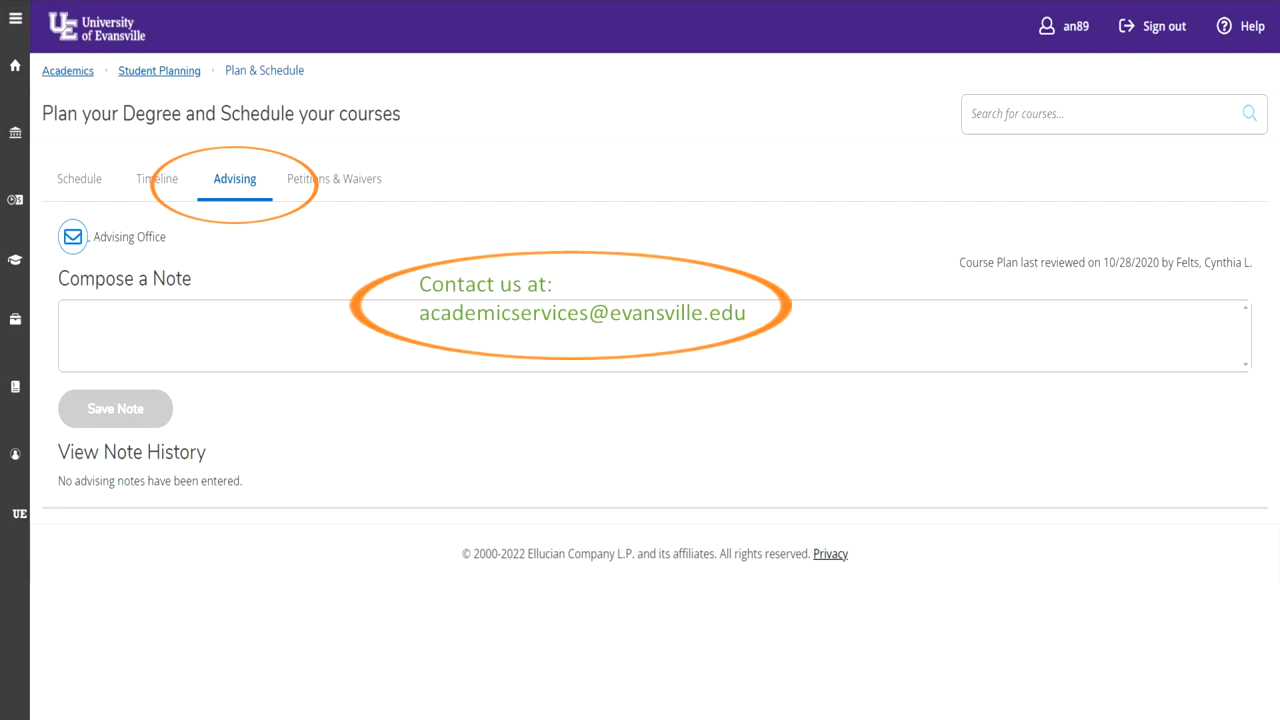 UE University
of Evansville
an89
Sign out
Help
Academics · Student Planning · Plan & Schedule
Plan your Degree and Schedule your courses
Search for courses...
Schedule
Timeline
Advising
Petitions & Waivers
. Advising Office
Course Plan last reviewed on 10/28/2020 by Felts, Cynthia L.
Compose a Note
Contact us at:
academicservices@evansville.edu
Save Note
View Note History
No advising notes have been entered.
UE
© 2000-2022 Ellucian Company L.P. and its affiliates. All rights reserved. Privacy